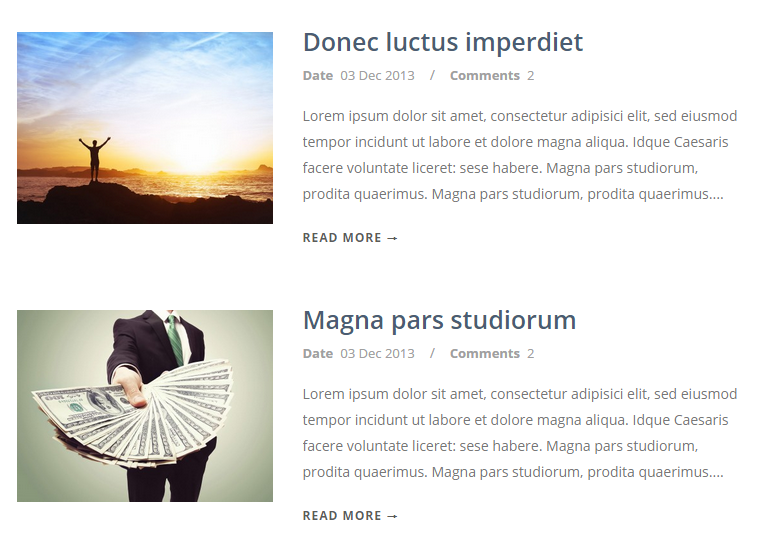 Donec luctus imperdiet
Date 03 Dec 2013 / Comments 2
Lorem ipsum dolor sit amet, consectetur adipisici elit, sed eiusmod
tempor incidunt ut labore et dolore magna aliqua. Idque Caesaris
facere voluntate liceret: sese habere. Magna pars studiorum,
prodita quaerimus. Magna pars studiorum, prodita quaerimus....
READ MORE →
Magna pars studiorum
Date 03 Dec 2013 / Comments 2
Lorem ipsum dolor sit amet, consectetur adipisici elit, sed eiusmod
tempor incidunt ut labore et dolore magna aliqua. Idque Caesaris
facere voluntate liceret: sese habere. Magna pars studiorum,
prodita quaerimus. Magna pars studiorum, prodita quaerimus....
READ MORE →